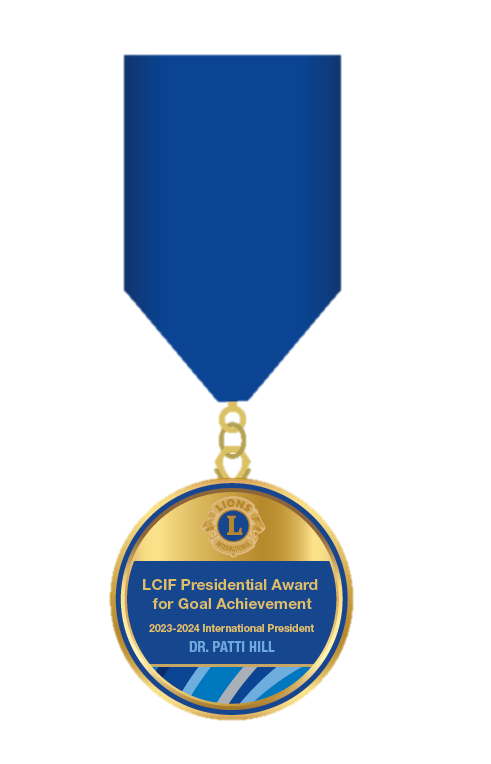 LIONS
L
INTERNATIONAL
LCIF Presidential Award
for Goal Achievement
2023-2024 International President
DR. PATTI HILL